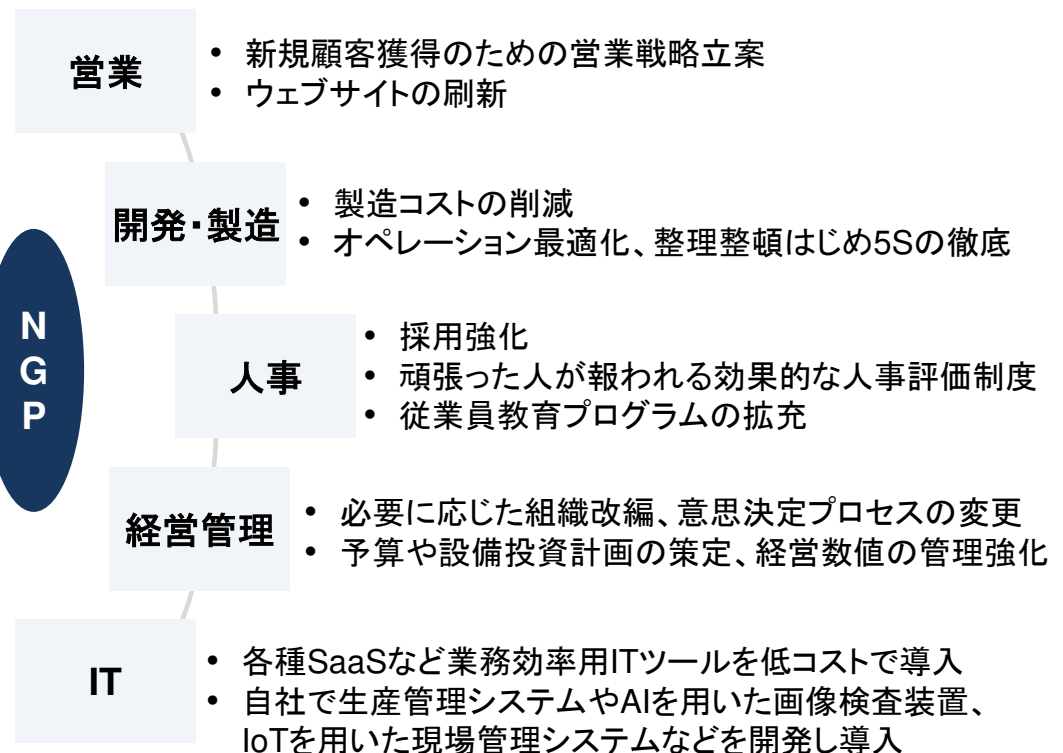 営業
• 新規顧客獲得のための営業戦略立案
• ウェブサイトの刷新
開発・製造
• 製造コストの削減
• オペレーション最適化、整理整頓はじめ5Sの徹底
N
G
P
人事
• 採用強化
• 頑張った人が報われる効果的な人事評価制度
• 従業員教育プログラムの拡充
経営管理
• 必要に応じた組織改編、意思決定プロセスの変更
• 予算や設備投資計画の策定、経営数値の管理強化
IT
• 各種SaaSなど業務効率用ITツールを低コストで導入
• 自社で生産管理システムやAIを用いた画像検査装置、
IoTを用いた現場管理システムなどを開発し導入